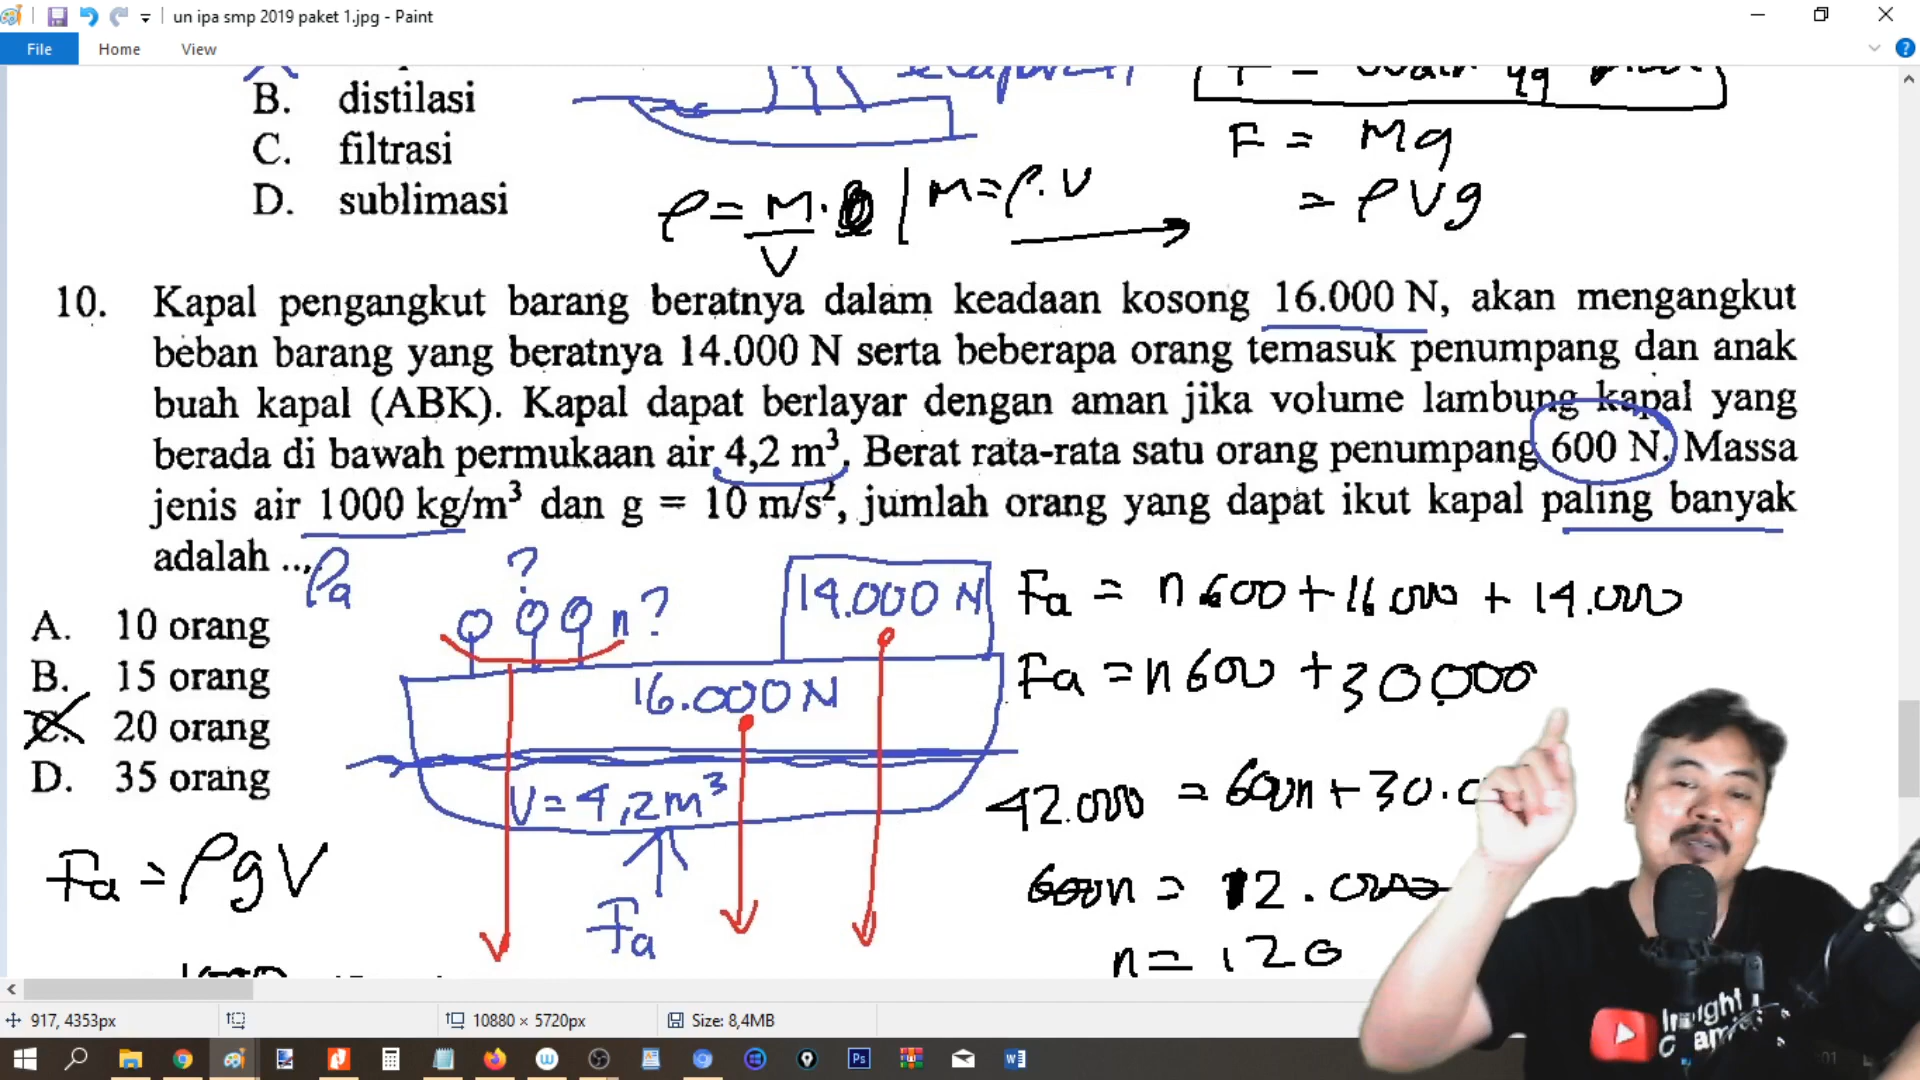 un ipa smp 2019 paket 1.jpg - Paint
File Home View
B. distilasi
C. filtrasi
D. sublimasi
F = Mg
= ρVg
ρ = M
V
M = ρ.V
10. Kapal pengangkut barang beratnya dalam keadaan kosong 16.000 N, akan mengangkut
beban barang yang beratnya 14.000 N serta beberapa orang temasuk penumpang dan anak
buah kapal (ABK). Kapal dapat berlayar dengan aman jika volume lambung kapal yang
berada di bawah permukaan air 4,2 m³. Berat rata-rata satu orang penumpang 600 N. Massa
jenis air 1000 kg/m³ dan g = 10 m/s², jumlah orang yang dapat ikut kapal paling banyak
adalah ...
ρa
A. 10 orang
B. 15 orang
C. 20 orang
D. 35 orang
?
n?
14.000 N
16.000 N
V = 4,2 m³
Fa
Fa = ρgV
Fa = n.600 + 16.000 + 14.000
Fa = n600 + 30.000
42.000 = 600n + 30.0
600n = 12.000
n = 120
Insight
917, 4353px
10880 × 5720px
Size: 8,4MB